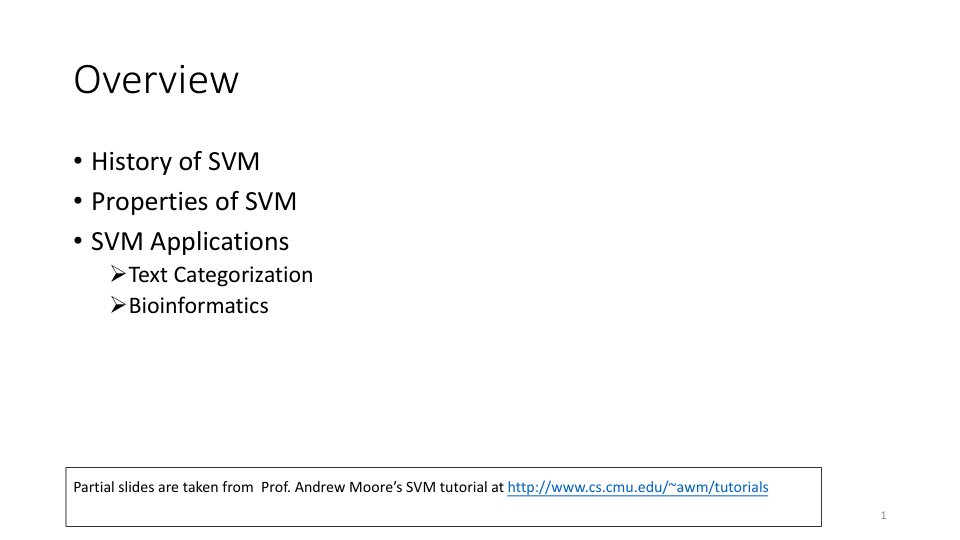 Overview
• History of SVM
• Properties of SVM
• SVM Applications
➢Text Categorization
➢Bioinformatics
Partial slides are taken from  Prof. Andrew Moore’s SVM tutorial at http://www.cs.cmu.edu/~awm/tutorials
1